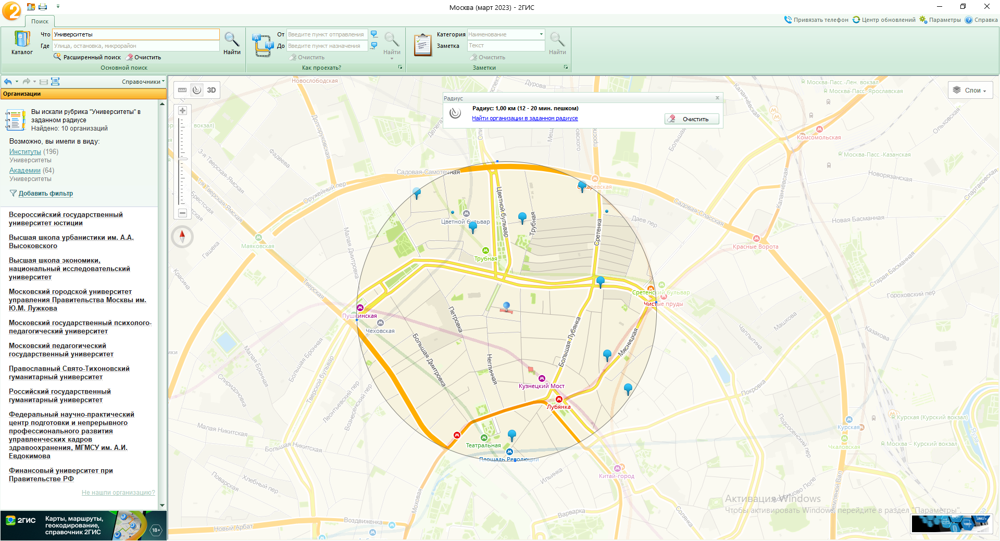 Москва (март 2023) - 2ГИС
Поиск
Привязать телефон
Центр обновлений
Параметры
Справка
Каталог
Что
Университеты
Где
Улица, остановка, микрорайон
Расширенный поиск
Очистить
Найти
Основной поиск
От
Введите пункт отправления
До
Введите пункт назначения
Очистить
Найти
Как проехать?
Категория
Наименование
Заметка
Текст
Очистить
Найти
Заметки
Справочники
Организации
Вы искали рубрика "Университеты" в
заданном радиусе
Найдено: 10 организаций
Возможно, вы имели в виду:
Институты (196)
Университеты
Академии (64)
Университеты
Добавить фильтр
Всероссийский государственный
университет юстиции
Высшая школа урбанистики им. А.А.
Высоковского
Высшая школа экономики,
национальный исследовательский
университет
Московский городской университет
управления Правительства Москвы им.
Ю.М. Лужкова
Московский государственный психолого-
педагогический университет
Московский педагогический
государственный университет
Православный Свято-Тихоновский
гуманитарный университет
Российский государственный
гуманитарный университет
Федеральный научно-практический
центр подготовки и непрерывного
профессионального развития
управленческих кадров
здравоохранения, МГМСУ им. А.И.
Евдокимова
Финансовый университет при
Правительстве РФ
Не нашли организацию?
2ГИС
Карты, маршруты,
геокодирование,
справочник 2ГИС
18+
3D
Слои
Радиус
Радиус: 1,00 км (12 - 20 мин. пешком)
Найти организации в заданном радиусе
Очистить
Новослободская
Дурова
Москва-Пасс.-Лен. вокзал
Москва-Пасс.-Ярославская
Каланчёвская
Ольховская
Комсомольская
Москва-Пасс.-Казанская
Долгоруковская
Фадеева
3-я Тверская-Ямская
1-я Тверская-Ямская
Брестская
Оружейный пер
Садовая-Самотечная
Сухаревская
Новорязанская
Спартаковская
Каланчёвская
Садовая-Спасская
Цветной бульвар
Цветной бульвар
Трубная
Сретенка
Даев пер
Новая Басманная
Маяковская
Гашека
Красина
Малая Дмитровка
Трубная
Красные Ворота
Старая Басманная
Тверская
Сретенский бульвар
Чистые пруды
Гороховский пер
Пушкинская
Чеховская
Петровка
Большая Лубянка
Мясницкая
Машкова
Чаплыгина
Казакова
Большая Дмитровка
Неглинная
Большая Бронная
Малая Бронная
Тверской бульвар
Спиридоновка
Леонтьевский пер
Вознесенский пер
Кузнецкий Мост
Лубянка
Покровка
Подсосенский пер
Курская (Курский вокзал)
Курская
Чкаловская
Москва – Курский вокзал
Яуза
Малая Никитская
Большая Никитская
Театральная
Площадь Революции
Ильинка
Китай-город
Поварская
Хлебный пер
Моховая
Воздвиженка
Новый Арбат
Варварка
Солянка
Земляной Вал
Активация Windows
Чтобы активировать Windows, перейдите в раздел "Параметры".